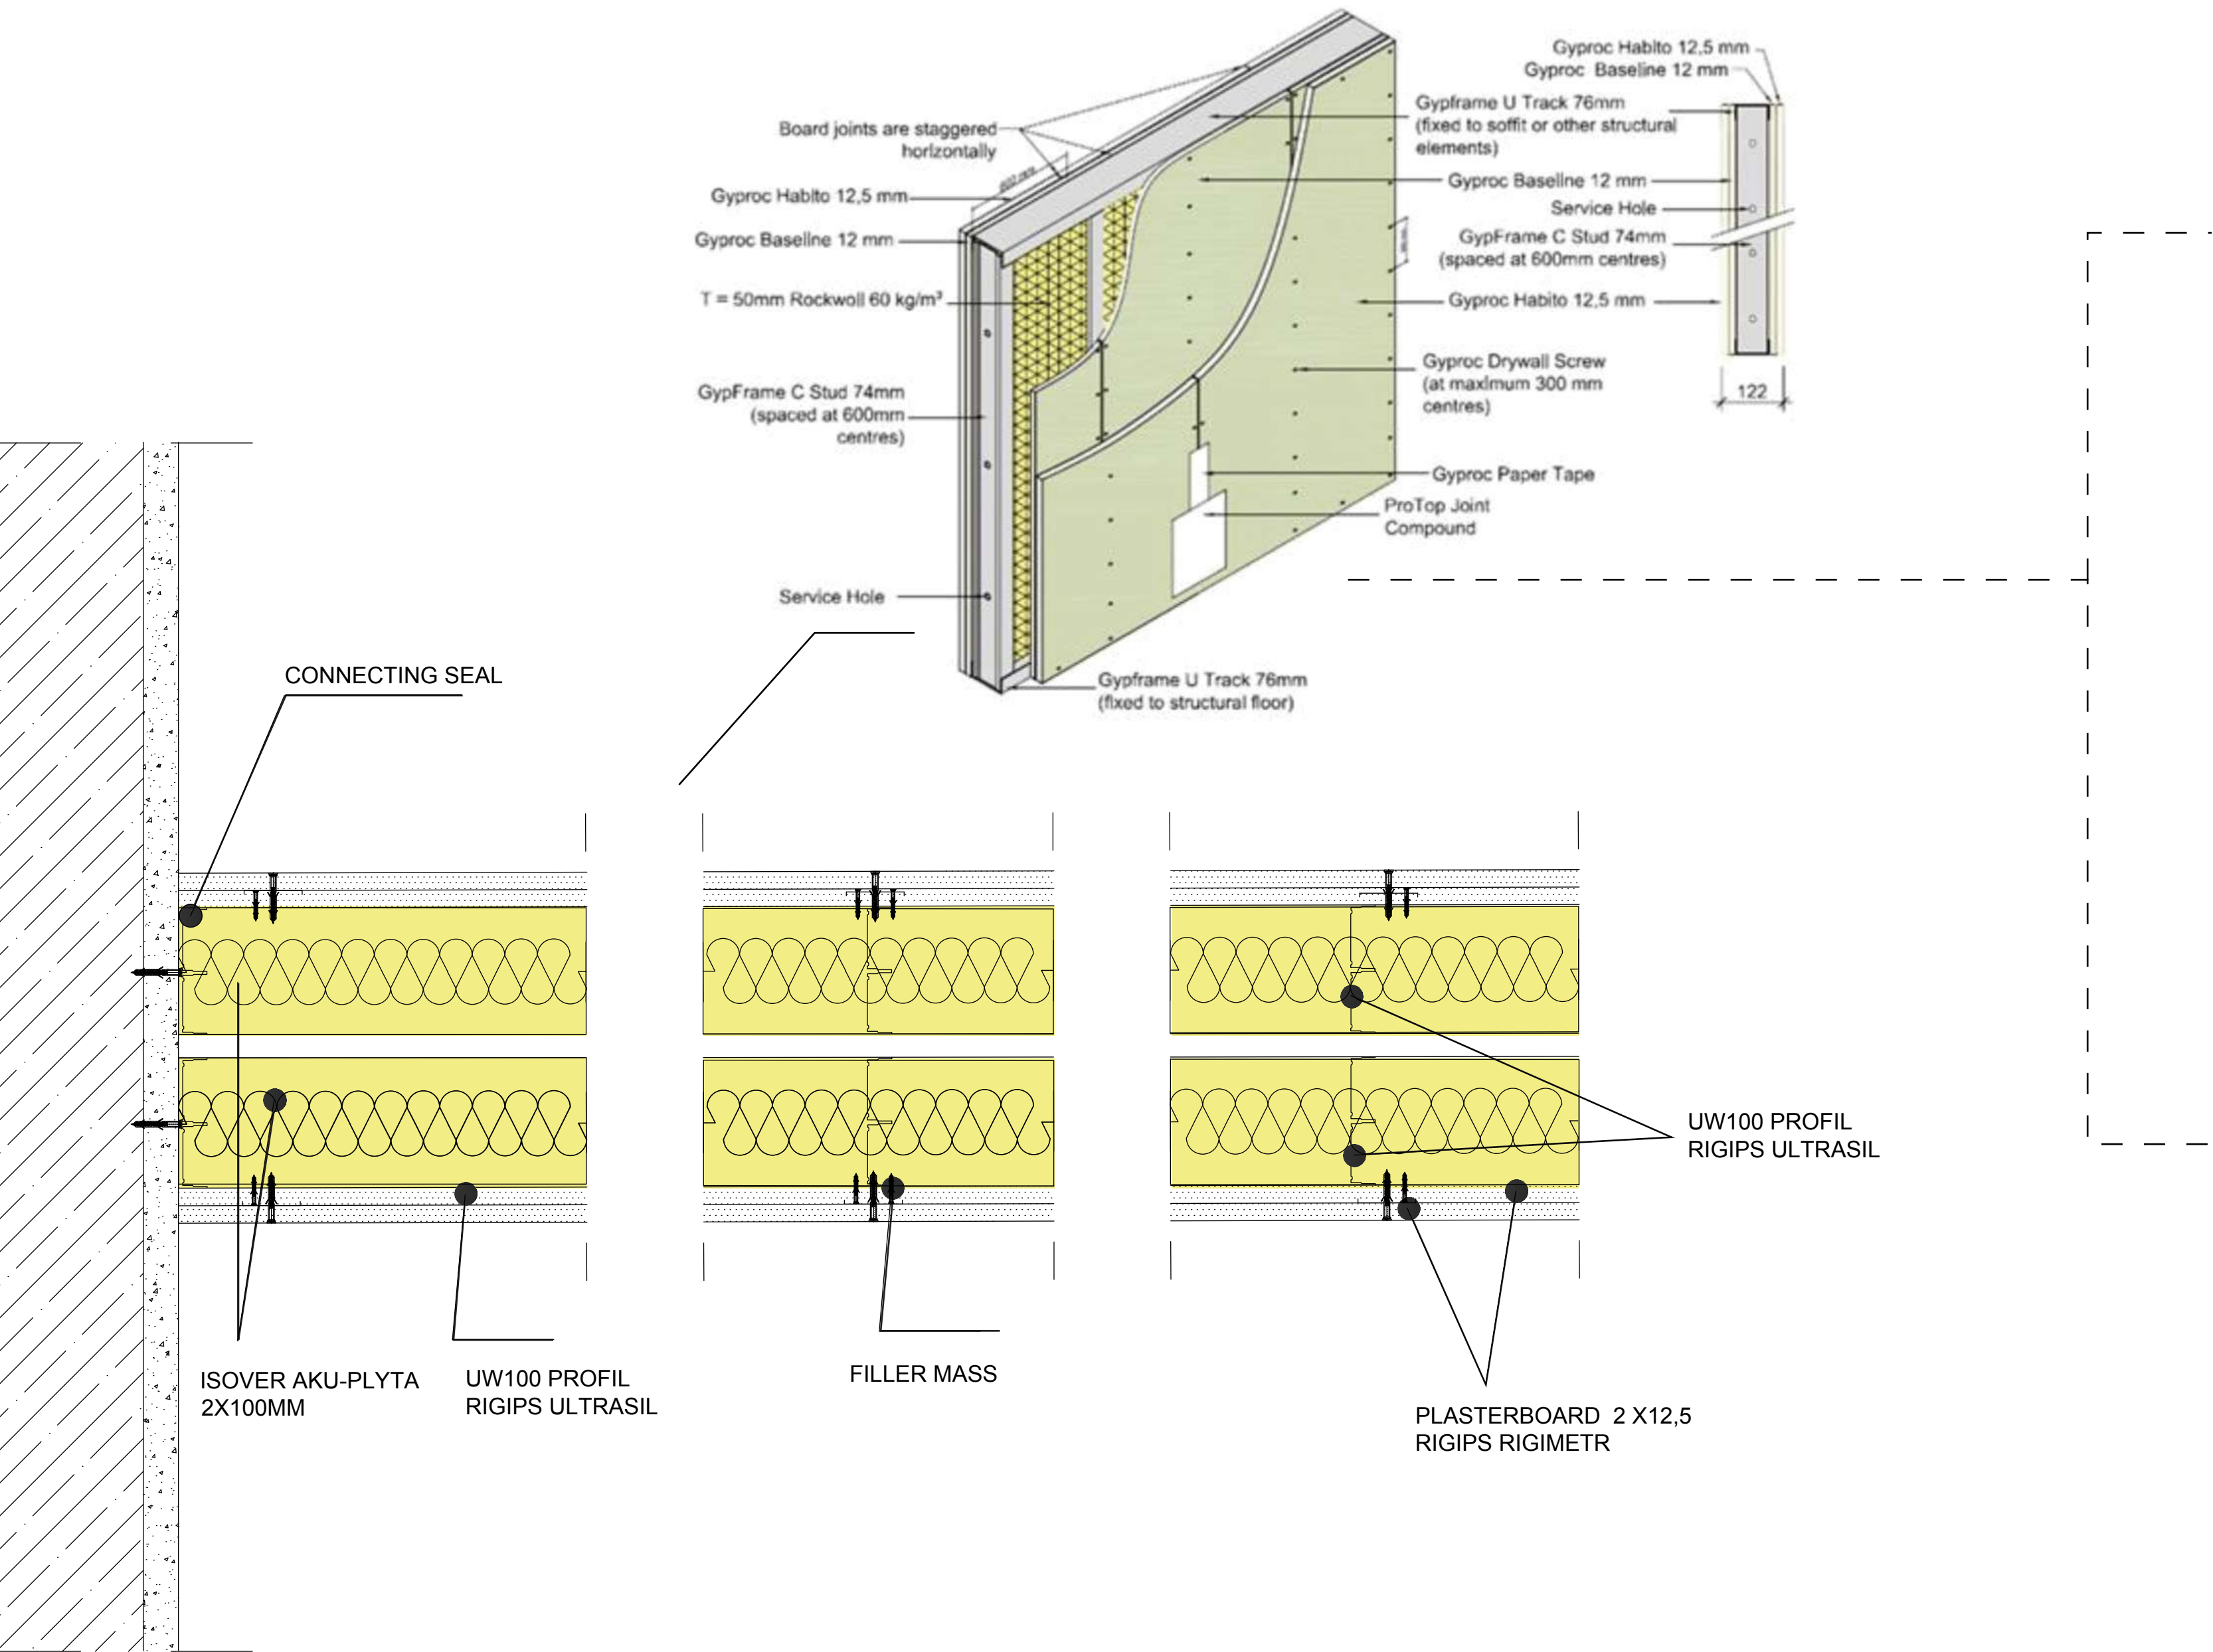 Gyproc Habito 12,5 mm
Gyproc Baseline 12 mm
Board joints are staggered
horizontally
Gyproc Habito 12,5 mm
Gyproc Baseline 12 mm
T = 50mm Rockwoll 60 kg/m³
GypFrame C Stud 74mm
(spaced at 600mm
centres)
Service Hole
Gypframe U Track 76mm
(fixed to soffit or other structural
elements)
Gyproc Baseline 12 mm
Service Hole
GypFrame C Stud 74mm
(spaced at 600mm centres)
Gyproc Habito 12,5 mm
Gyproc Drywall Screw
(at maximum 300 mm
centres)
122
Gyproc Paper Tape
ProTop Joint
Compound
Gypframe U Track 76mm
(fixed to structural floor)
CONNECTING SEAL
UW100 PROFIL
RIGIPS ULTRASIL
ISOVER AKU-PLYTA
2X100MM
UW100 PROFIL
RIGIPS ULTRASIL
FILLER MASS
PLASTERBOARD 2 X12,5
RIGIPS RIGIMETR